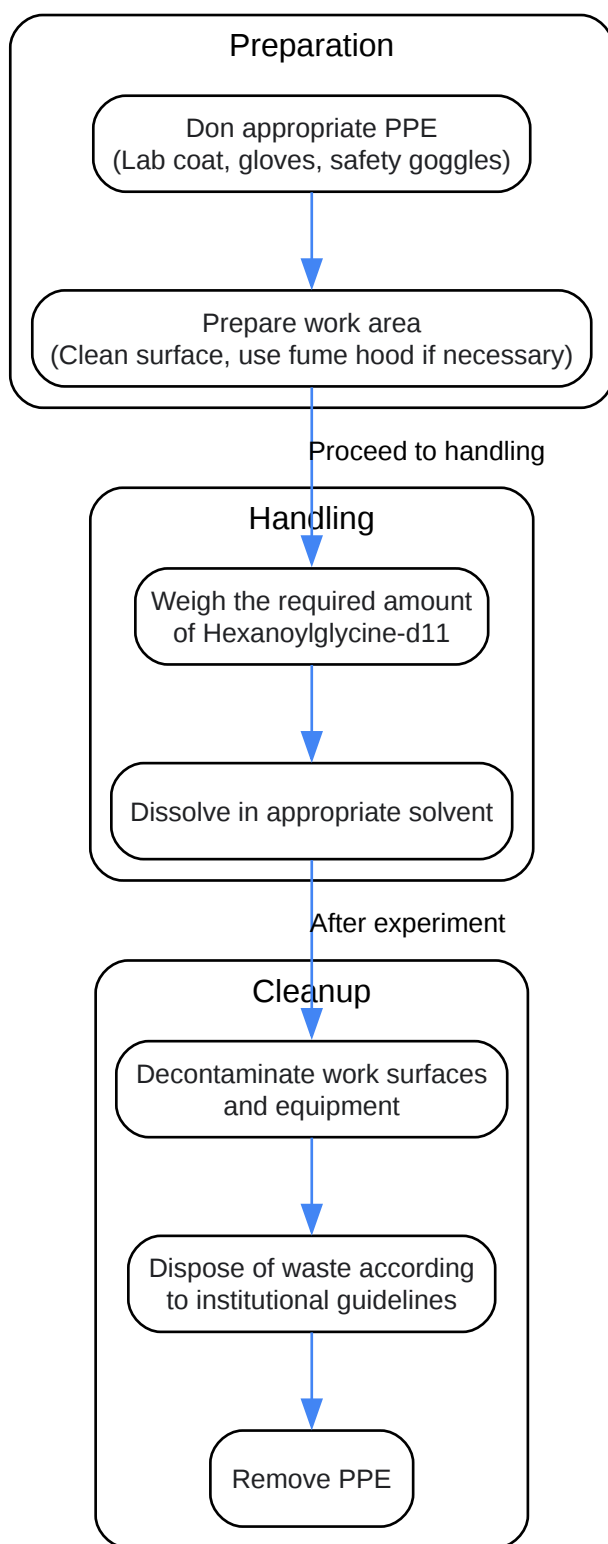 Preparation
Don appropriate PPE
(Lab coat, gloves, safety goggles)
Prepare work area
(Clean surface, use fume hood if necessary)
Proceed to handling
Handling
Weigh the required amount
of Hexanoylglycine-d11
Dissolve in appropriate solvent
After experiment
Cleanup
Decontaminate work surfaces
and equipment
Dispose of waste according
to institutional guidelines
Remove PPE